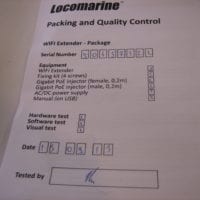 Locomarine
Packing and Quality Control
WiFi Extender - Package
Serial Number
Equipment
WiFi Extender
Fixing kit (4 screws)
Gigabit PoE injector (female, 0,2m)
Gigabit PoE injector (male, 0,2m)
AC/DC power supply
Manual (on USB)
Hardware test
Software test
Visual test
Date
Tested by